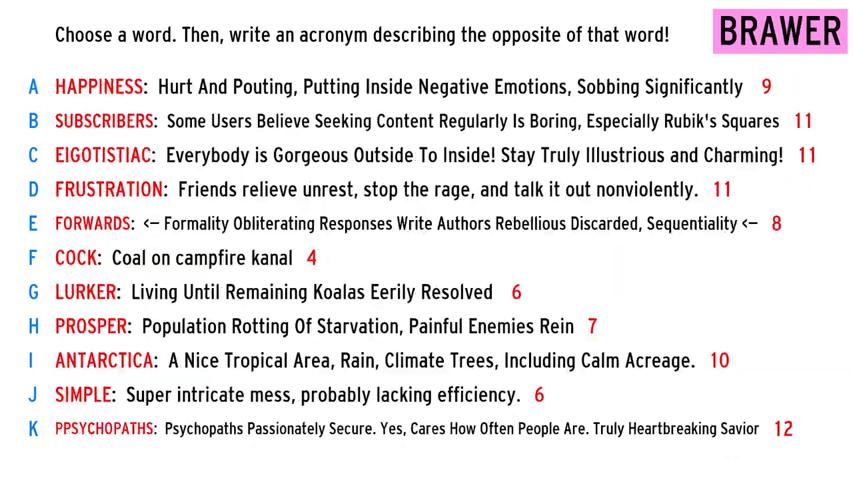 Choose a word. Then, write an acronym describing the opposite of that word!
BRAWER
A HAPPINESS: Hurt And Pouting, Putting Inside Negative Emotions, Sobbing Significantly 9
B SUBSCRIBERS: Some Users Believe Seeking Content Regularly Is Boring, Especially Rubik's Squares 11
C EIGOTISTIAC: Everybody is Gorgeous Outside To Inside! Stay Truly Illustrious and Charming! 11
D FRUSTRATION: Friends relieve unrest, stop the rage, and talk it out nonviolently. 11
E FORWARDS: <— Formality Obliterating Responses Write Authors Rebellious Discarded, Sequentiality <— 8
F COCK: Coal on campfire kanal 4
G LURKER: Living Until Remaining Koalas Eerily Resolved 6
H PROSPER: Population Rotting Of Starvation, Painful Enemies Rein 7
I ANTARCTICA: A Nice Tropical Area, Rain, Climate Trees, Including Calm Acreage. 10
J SIMPLE: Super intricate mess, probably lacking efficiency. 6
K PPSYCHOPATHS: Psychopaths Passionately Secure. Yes, Cares How Often People Are. Truly Heartbreaking Savior 12